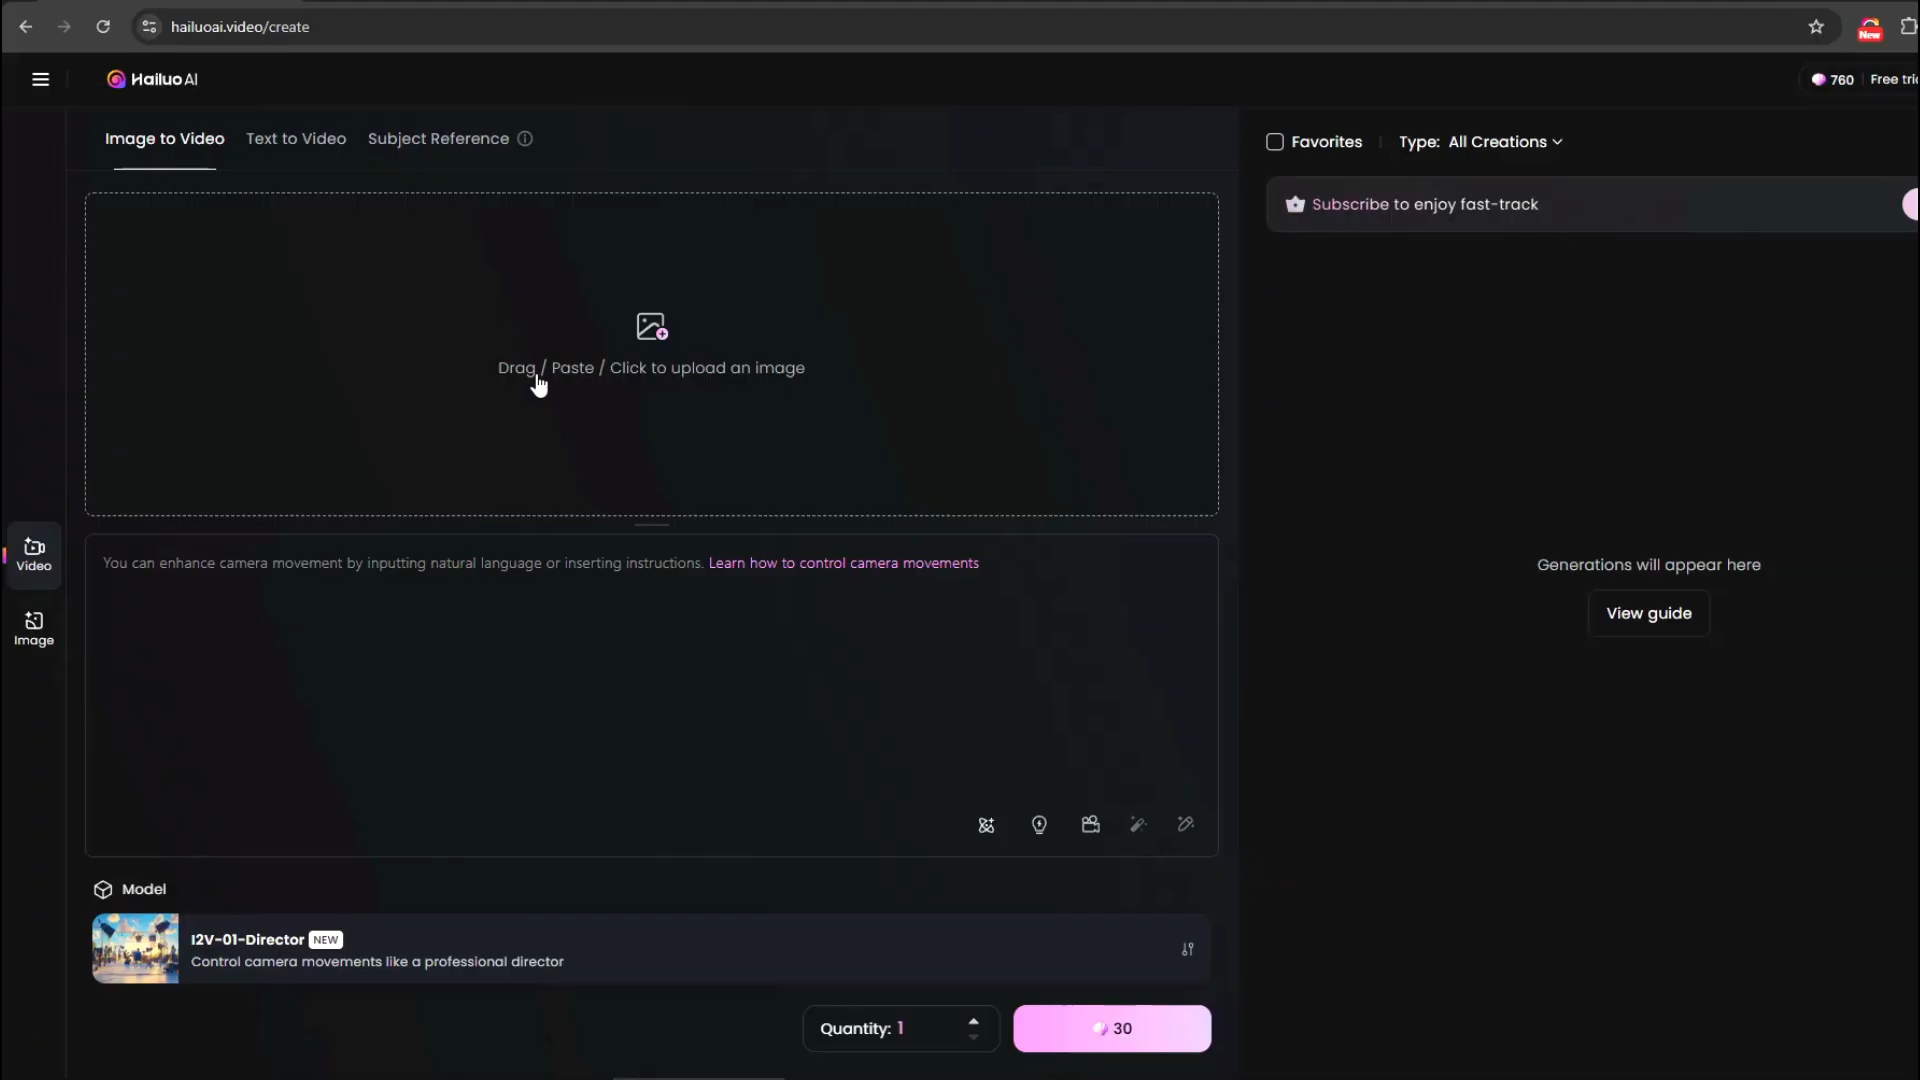 hailuoai.video/create
New
Hailuo AI
760
Free
Image to Video
Text to Video
Subject Reference
Favorites
Type: All Creations
Subscribe to enjoy fast-track
Drag / Paste / Click to upload an image
You can enhance camera movement by inputting natural language or inserting instructions. Learn how to control camera movements
Video
Image
Generations will appear here
View guide
Model
I2V-01-Director NEW
Control camera movements like a professional director
Quantity: 1
30